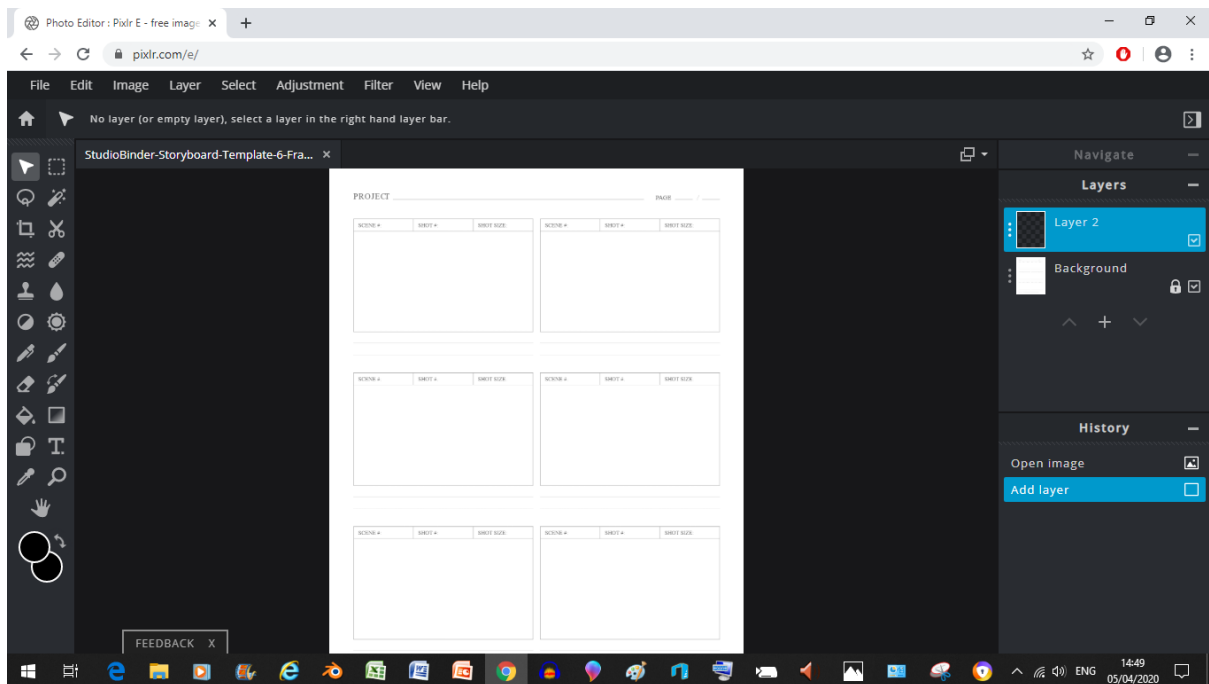 Photo Editor : Pixlr E - free image
pixlr.com/e/
File Edit Image Layer Select Adjustment Filter View Help
No layer (or empty layer), select a layer in the right hand layer bar.
StudioBinder-Storyboard-Template-6-Fra...
Navigate
Layers
Layer 2
Background
History
Open image
Add layer
PROJECT PAGE /
SCENE # SHOT # SHOT SIZE SCENE # SHOT # SHOT SIZE
SCENE # SHOT # SHOT SIZE SCENE # SHOT # SHOT SIZE
SCENE # SHOT # SHOT SIZE SCENE # SHOT # SHOT SIZE
FEEDBACK X
ENG
14:49
05/04/2020